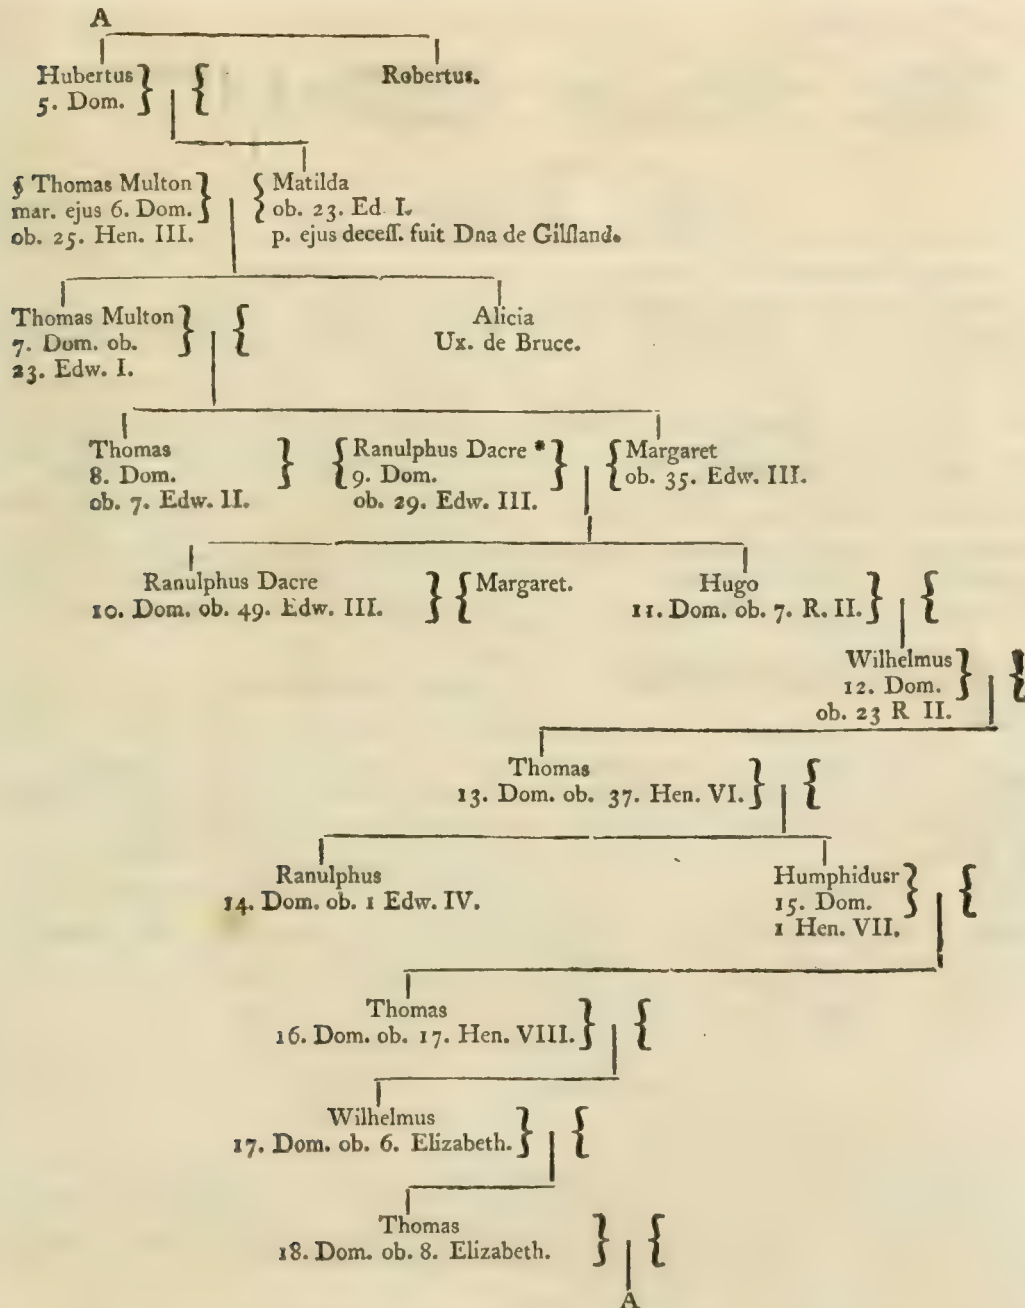 A
Hubertus
5. Dom.
Robertus.
§ Thomas Multon
mar. ejus 6. Dom.
ob. 25. Hen. III.
Matilda
ob. 23. Ed I.
p. ejus decess. fuit Dna de Gilsland.
Thomas Multon
7. Dom. ob.
23. Edw. I.
Alicia
Ux. de Bruce.
Thomas
8. Dom.
ob. 7. Edw. II.
Ranulphus Dacre *
9. Dom.
ob. 29. Edw. III.
Margaret
ob. 35. Edw. III.
Ranulphus Dacre
10. Dom. ob. 49. Edw. III.
Margaret.
Hugo
11. Dom. ob. 7. R. II.
Wilhelmus
12. Dom.
ob. 23 R II.
Thomas
13. Dom. ob. 37. Hen. VI.
Ranulphus
14. Dom. ob. 1 Edw. IV.
Humphidusr
15. Dom.
1 Hen. VII.
Thomas
16. Dom. ob. 17. Hen. VIII.
Wilhelmus
17. Dom. ob. 6. Elizabeth.
Thomas
18. Dom. ob. 8. Elizabeth.
A